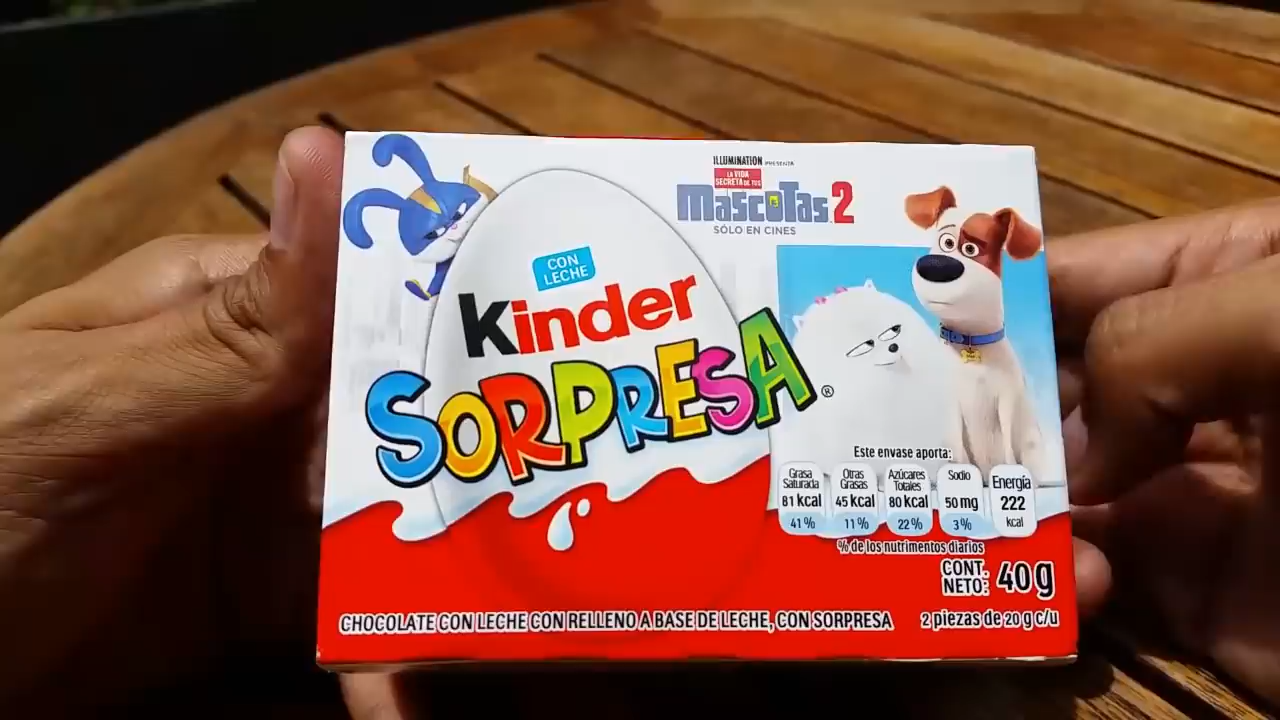 ILLUMINATION PRESENTA
LA VIDA
SECRETA DE TUS
mascotas 2
SÓLO EN CINES
CON
LECHE
kinder
SORPRESA®
Este envase aporta:
Grasa Saturada 81 kcal 41%
Otras Grasas 45 kcal 11%
Azúcares Totales 80 kcal 22%
Sodio 50 mg 3%
Energía 222 kcal
% de los nutrimentos diarios
CONT. NETO: 40 g
CHOCOLATE CON LECHE CON RELLENO A BASE DE LECHE, CON SORPRESA
2 piezas de 20 g c/u